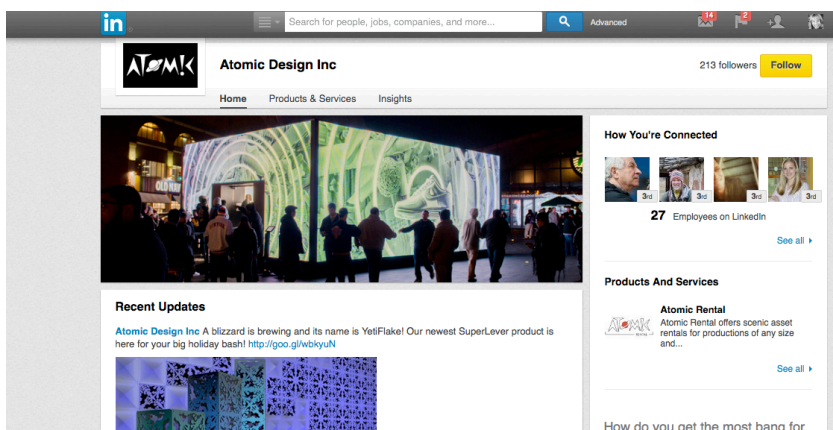 in
Search for people, jobs, companies, and more...
Advanced
14
2
ATOMIK
Atomic Design Inc
213 followers
Follow
Home
Products & Services
Insights
OLD NAVY
How You're Connected
3rd
3rd
3rd
3rd
27 Employees on LinkedIn
See all
Recent Updates
Atomic Design Inc A blizzard is brewing and its name is YetiFlake! Our newest SuperLever product is
here for your big holiday bash! http://goo.gl/wbkyuN
Products And Services
ATOMIK
Atomic Rental
Atomic Rental offers scenic asset
rentals for productions of any size
and...
See all
How do you get the most bang for